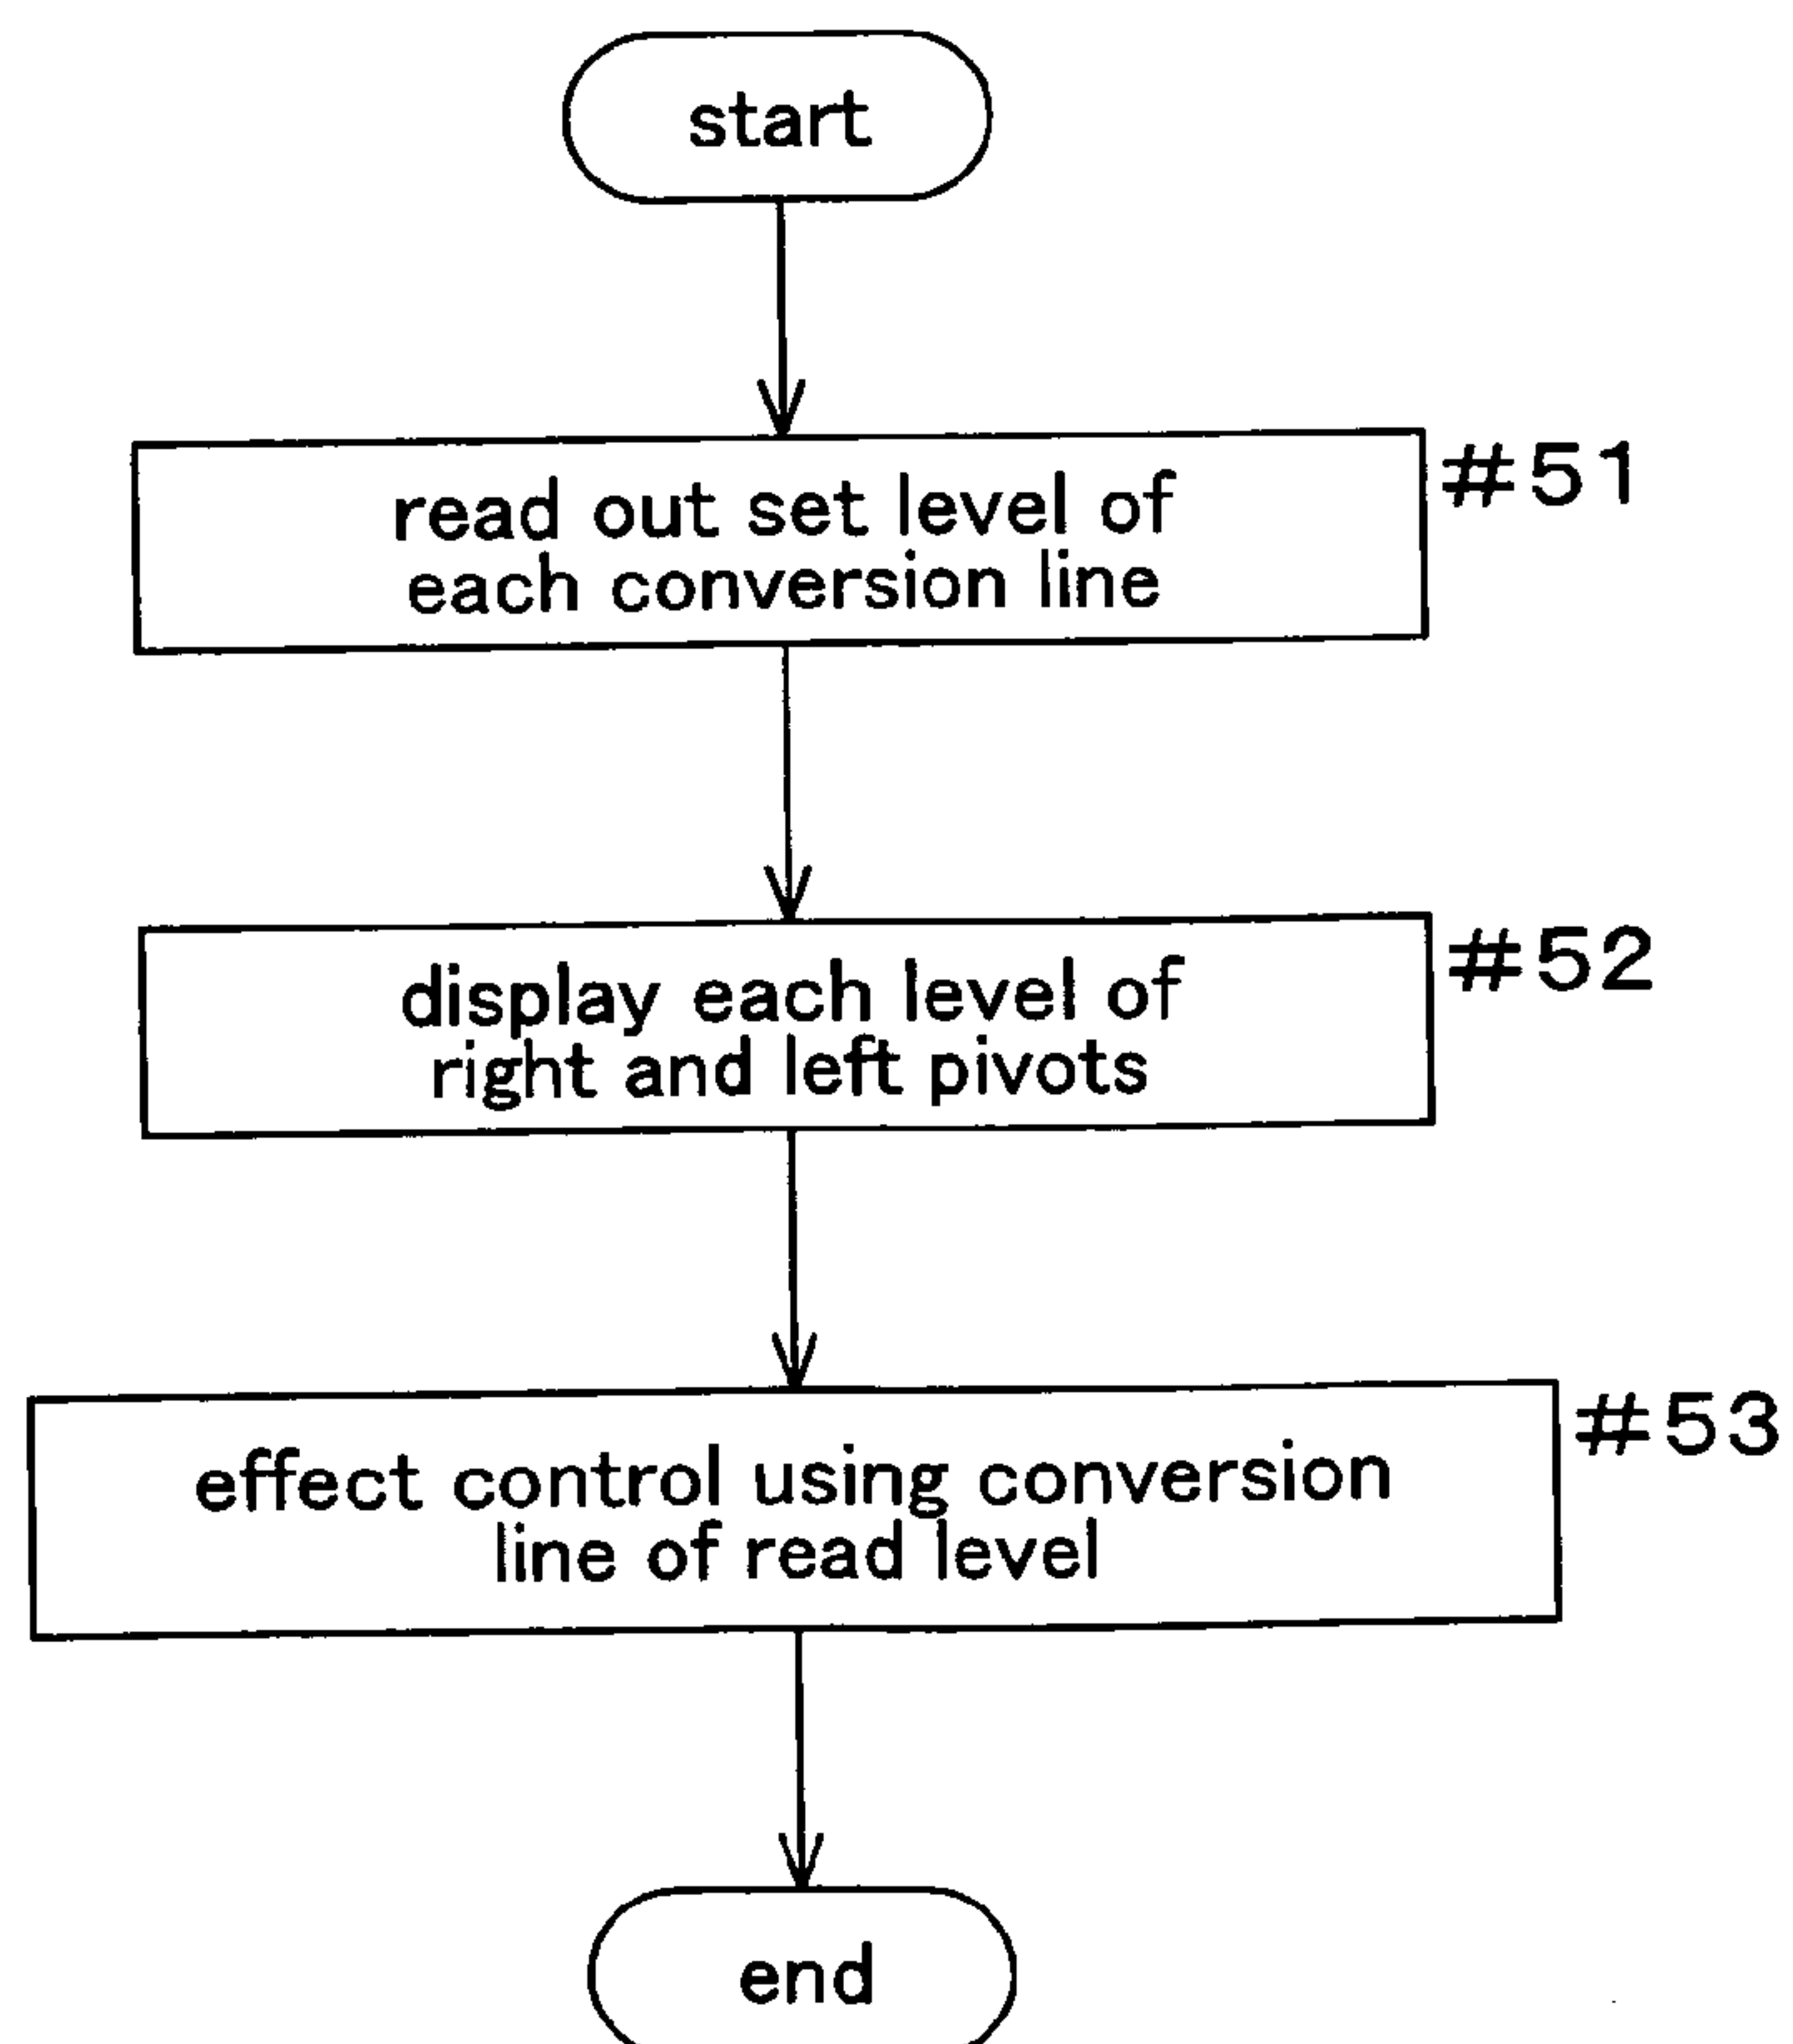 start
#51
read out set level of
each conversion line
#52
display each level of
right and left pivots
#53
effect control using conversion
line of read level
end